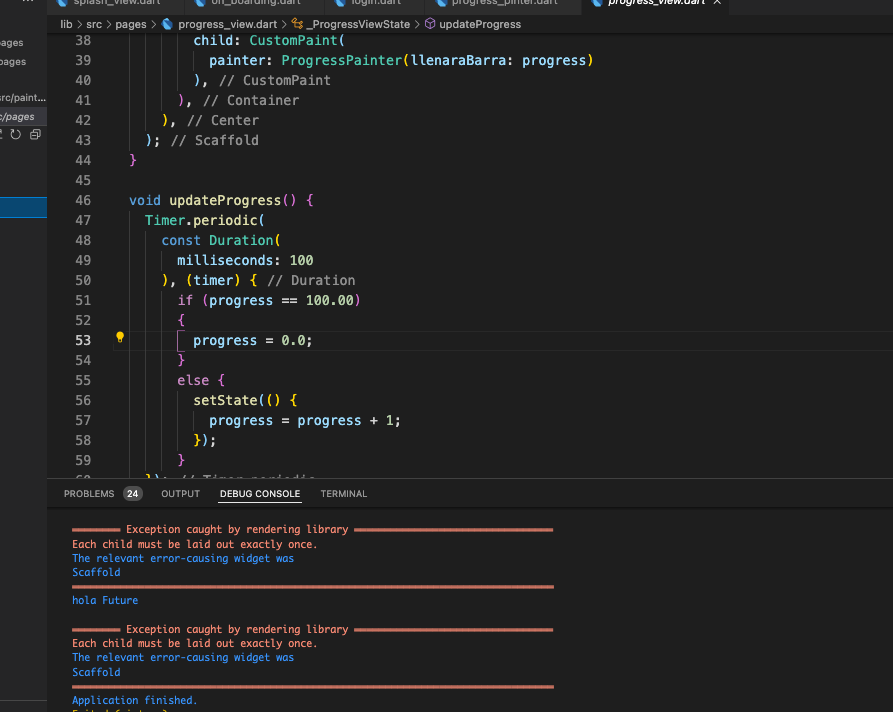 splash_view.dart on_boarding.dart login.dart progress_pinter.dart progress_view.dart ×
lib > src > pages > progress_view.dart > _ProgressViewState > updateProgress
ages
pages
src/paint...
c/pages
38 child: CustomPaint(
39 painter: ProgressPainter(llenaraBarra: progress)
40 ), // CustomPaint
41 ), // Container
42 ), // Center
43 ); // Scaffold
44 }
45
46 void updateProgress() {
47 Timer.periodic(
48 const Duration(
49 milliseconds: 100
50 ), (timer) { // Duration
51 if (progress == 100.00)
52 {
53 progress = 0.0;
54 }
55 else {
56 setState(() {
57 progress = progress + 1;
58 });
59 }
60 }); // Timer.periodic
PROBLEMS 24 OUTPUT DEBUG CONSOLE TERMINAL
════════ Exception caught by rendering library ═════════════════════════════════
Each child must be laid out exactly once.
The relevant error-causing widget was
Scaffold
════════════════════════════════════════════════════════════════════════════════
hola Future
════════ Exception caught by rendering library ═════════════════════════════════
Each child must be laid out exactly once.
The relevant error-causing widget was
Scaffold
════════════════════════════════════════════════════════════════════════════════
Application finished.